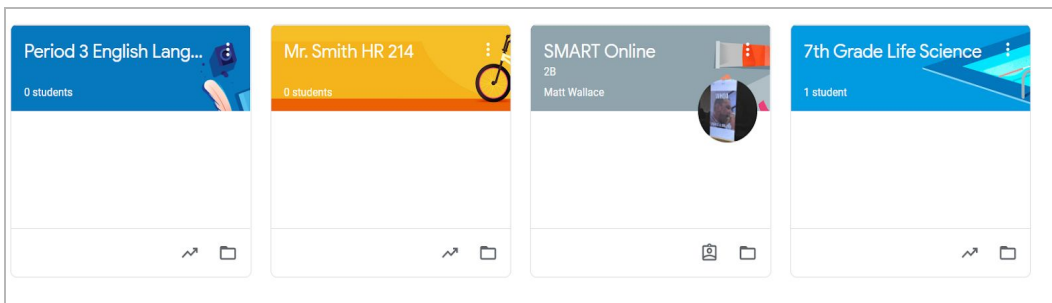 Period 3 English Lang...
0 students
Mr. Smith HR 214
0 students
SMART Online
2B
Matt Wallace
7th Grade Life Science
1 student